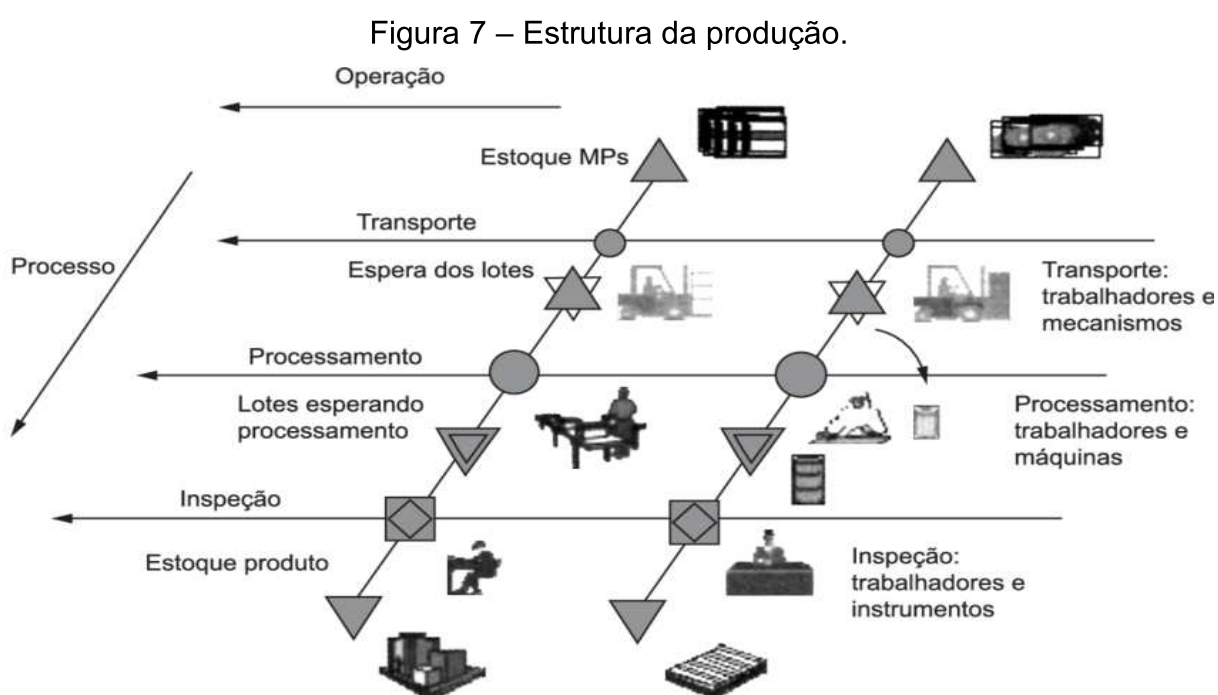 Figura 7 – Estrutura da produção.
Operação
Estoque MPs
Transporte
Processo
Espera dos lotes
Transporte:
trabalhadores e
mecanismos
Processamento
Lotes esperando
processamento
Processamento:
trabalhadores e
máquinas
Inspeção
Estoque produto
Inspeção:
trabalhadores e
instrumentos